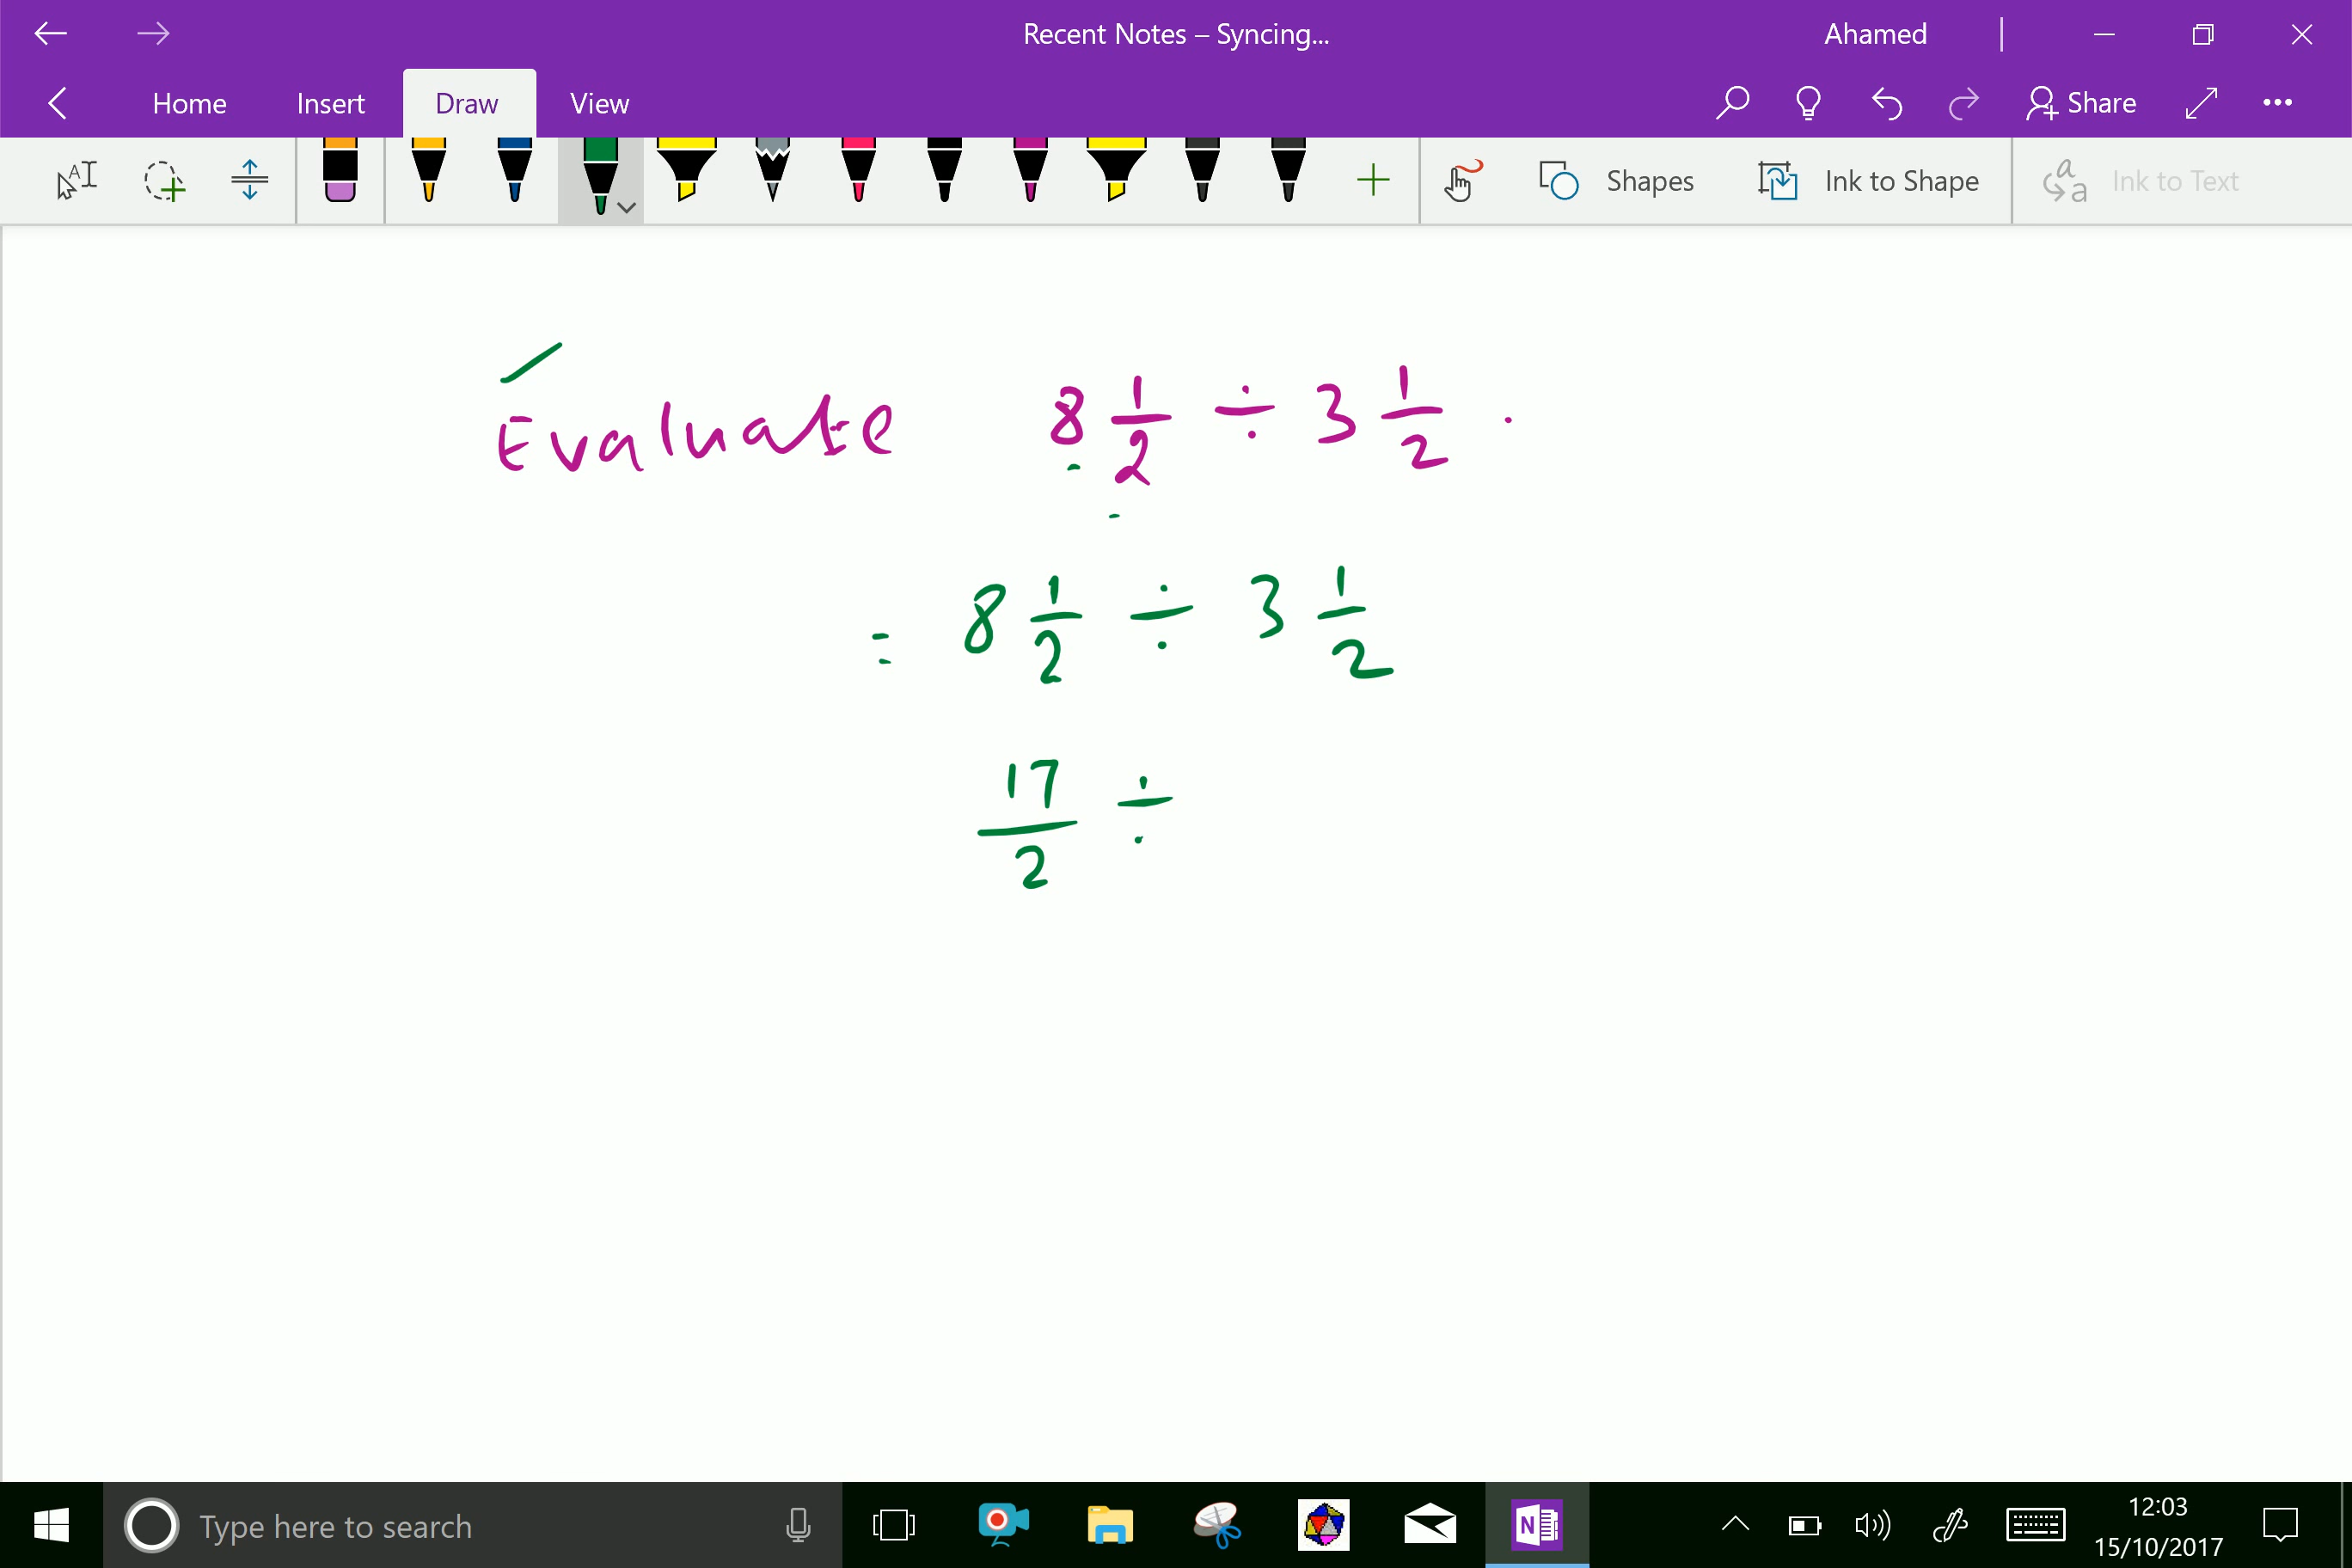 Recent Notes – Syncing... Ahamed
Home Insert Draw View Share
Shapes Ink to Shape Ink to Text
Evaluate 8 1/2 ÷ 3 1/2 .
= 8 1/2 ÷ 3 1/2
17/2 ÷
Type here to search
12:03
15/10/2017